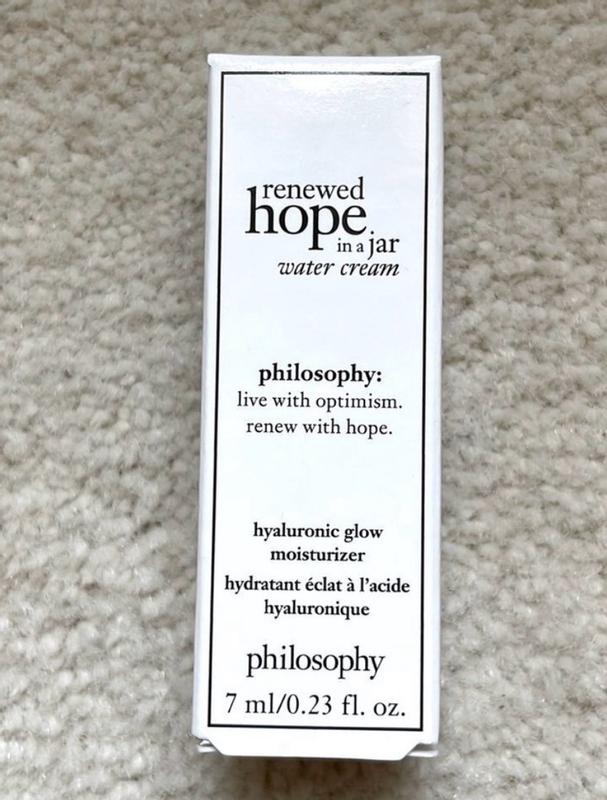 renewed
hope
in a jar
water cream
philosophy:
live with optimism.
renew with hope.
hyaluronic glow
moisturizer
hydratant éclat à l'acide
hyaluronique
philosophy
7 ml/0.23 fl. oz.